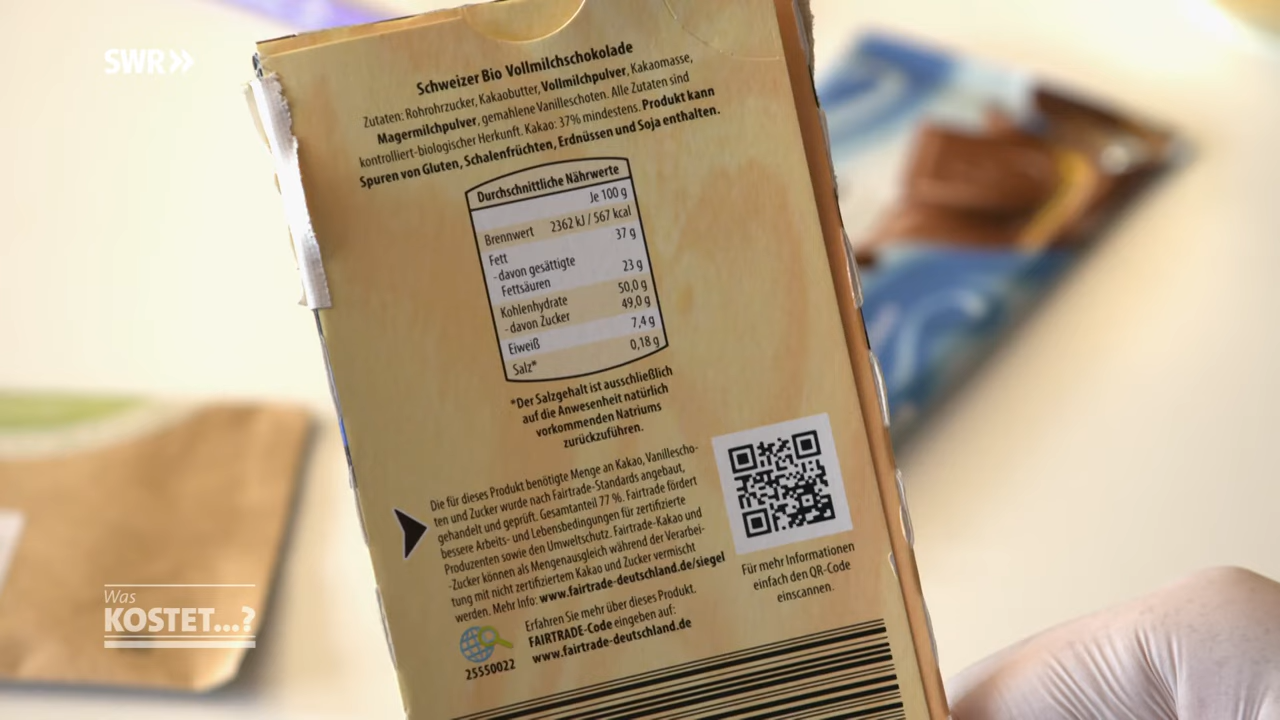 SWR»
Schweizer Bio Vollmilchschokolade
Zutaten: Rohrohrzucker, Kakaobutter, Vollmilchpulver, Kakaomasse,
Magermilchpulver, gemahlene Vanilleschoten. Alle Zutaten sind
kontrolliert-biologischer Herkunft. Kakao: 37% mindestens. Produkt kann
Spuren von Gluten, Schalenfrüchten, Erdnüssen und Soja enthalten.
Durchschnittliche Nährwerte
Je 100 g
Brennwert 2362 kJ / 567 kcal
Fett 37 g
- davon gesättigte
Fettsäuren 23 g
Kohlenhydrate 50,0 g
- davon Zucker 49,0 g
Eiweiß 7,4 g
Salz* 0,18 g
*Der Salzgehalt ist ausschließlich
auf die Anwesenheit natürlich
vorkommenden Natriums
zurückzuführen.
Die für dieses Produkt benötigte Menge an Kakao, Vanillescho-
ten und Zucker wurde nach Fairtrade-Standards angebaut,
gehandelt und geprüft. Gesamtanteil 77 %. Fairtrade fördert
bessere Arbeits- und Lebensbedingungen für zertifizierte
Produzenten sowie den Umweltschutz. Fairtrade-Kakao und
-Zucker können als Mengenausgleich während der Verarbei-
tung mit nicht zertifiziertem Kakao und Zucker vermischt
werden. Mehr Info: www.fairtrade-deutschland.de/siegel
Für mehr Informationen
einfach den QR-Code
einscannen.
Erfahren Sie mehr über dieses Produkt.
FAIRTRADE-Code eingeben auf:
www.fairtrade-deutschland.de
25550022
Was
KOSTET...?